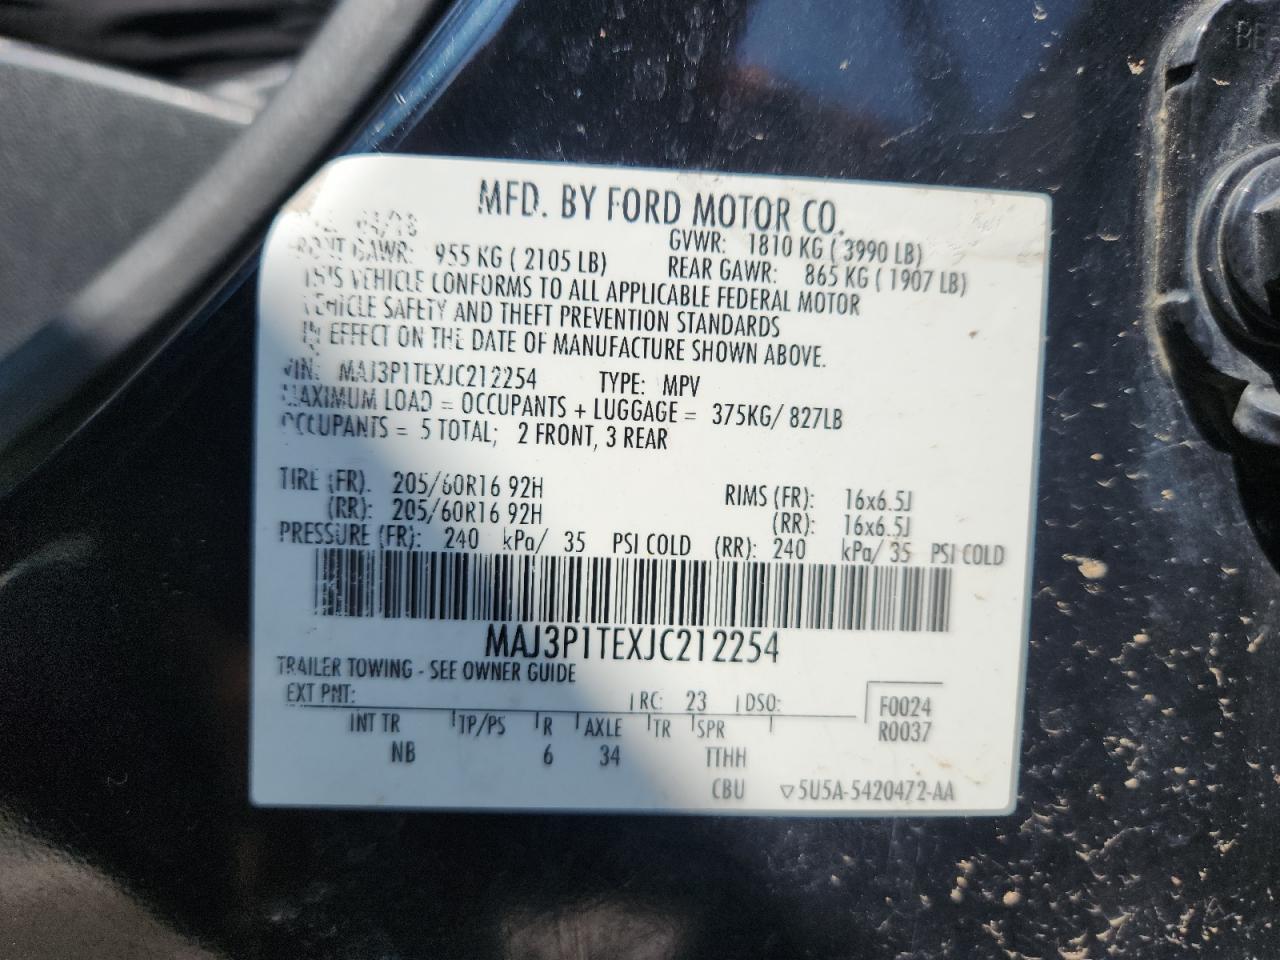 MFD. BY FORD MOTOR CO.
04/18 GVWR: 1810 KG ( 3990 LB)
FRONT GAWR: 955 KG ( 2105 LB) REAR GAWR: 865 KG ( 1907 LB)
THIS VEHICLE CONFORMS TO ALL APPLICABLE FEDERAL MOTOR
VEHICLE SAFETY AND THEFT PREVENTION STANDARDS
IN EFFECT ON THE DATE OF MANUFACTURE SHOWN ABOVE.
VIN: MAJ3P1TEXJC212254 TYPE: MPV
MAXIMUM LOAD = OCCUPANTS + LUGGAGE = 375KG/ 827LB
OCCUPANTS = 5 TOTAL; 2 FRONT, 3 REAR
TIRE (FR). 205/60R16 92H RIMS (FR): 16x6.5J
(RR): 205/60R16 92H (RR): 16x6.5J
PRESSURE (FR): 240 kPa/ 35 PSI COLD (RR): 240 kPa/ 35 PSI COLD
MAJ3P1TEXJC212254
TRAILER TOWING - SEE OWNER GUIDE
EXT PNT: RC: 23 DSO: F0024
INT TR TP/PS R AXLE TR SPR R0037
NB 6 34 TTHH
CBU ▽5U5A-5420472-AA